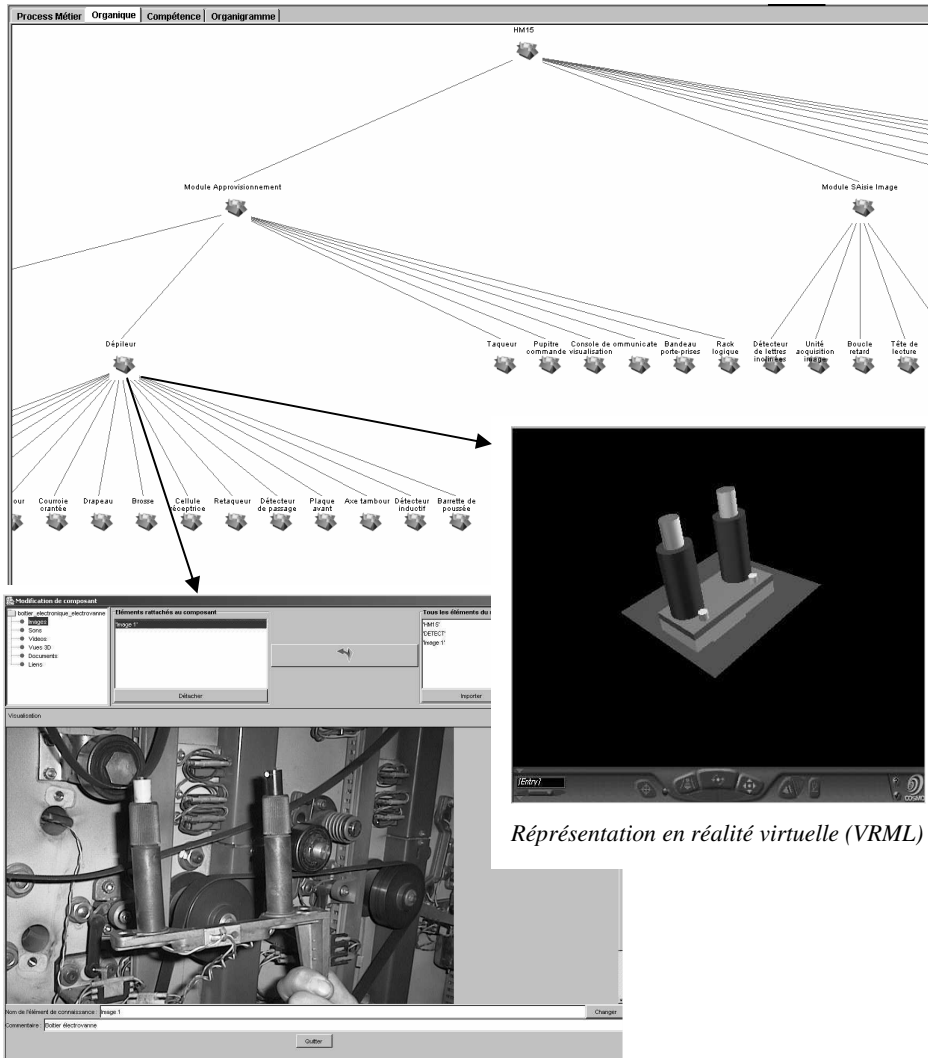 Process Métier Organique Compétence Organigramme
HM15
Module Approvisionnement
Module SAisie Image
Dépileur
Taqueur
Pupitre commande
Console de visualisation
ommunicate
Bandeau porte-prises
Rack logique
Détecteur de lettres inclinées
Unité acquisition image
Boucle retard
Tête de lecture
our
Courroie crantée
Drapeau
Brosse
Cellule réceptrice
Retaqueur
Détecteur de passage
Plaque avant
Axe tambour
Détecteur inductif
Barrette de poussée
[Entry]
COSMO
Réprésentation en réalité virtuelle (VRML)
Modification de composant
boitier_electronique_electrovanne
Images
Sons
Videos
Vues 3D
Documents
Liens
Eléments rattachés au composant
'Image 1'
Détacher
Tous les éléments du
'HM15'
'DETECT'
'Image 1'
Importer
Visualisation
Nom de l'élément de connaissance : Image 1
Changer
Commentaire : Boitier électrovanne
Quitter